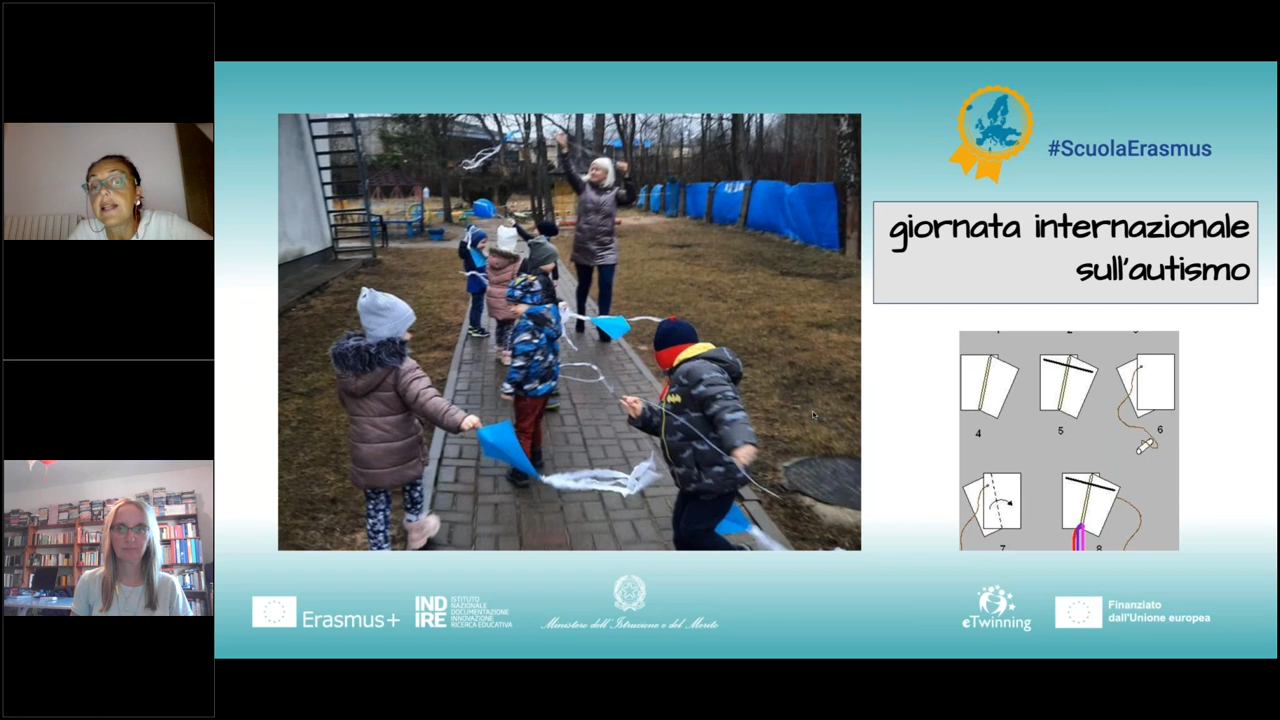 #ScuolaErasmus
giornata internazionale
sull'autismo
4
5
6
7
8
Erasmus+
INDIRE
ISTITUTO
NAZIONALE
DOCUMENTAZIONE
INNOVAZIONE
RICERCA EDUCATIVA
Ministero dell'Istruzione e del Merito
eTwinning
Finanziato
dall'Unione europea